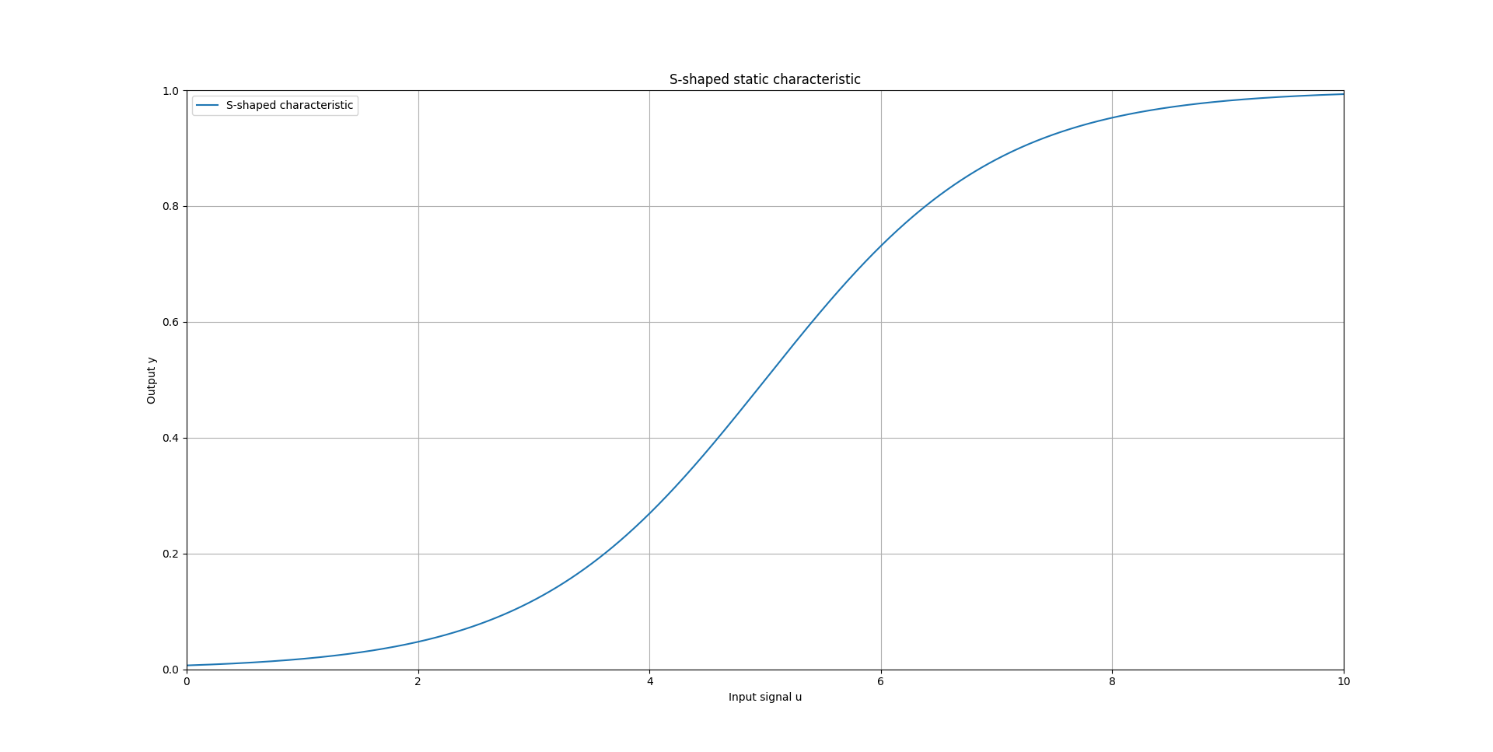 S-shaped static characteristic
S-shaped characteristic
1.0
0.8
0.6
0.4
0.2
0.0
Output y
0 2 4 6 8 10
Input signal u